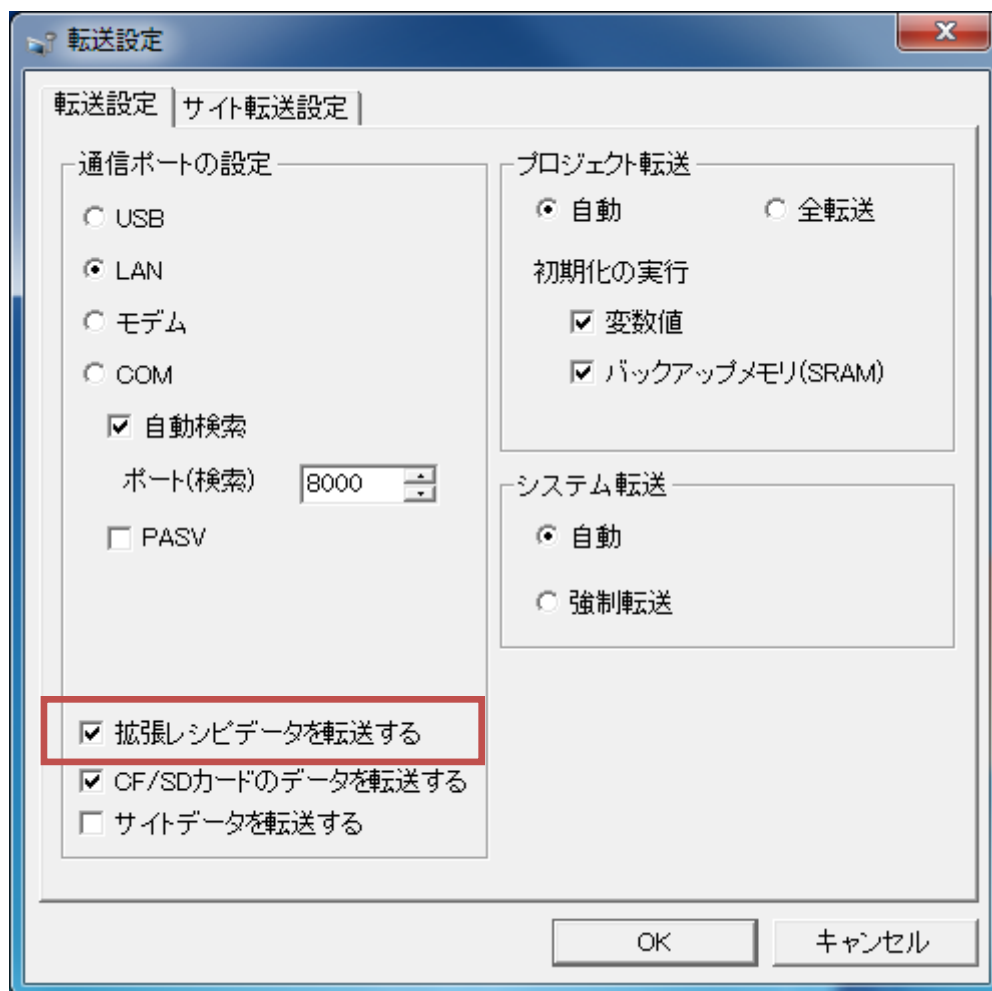 転送設定
転送設定
サイト転送設定
通信ポートの設定
USB
LAN
モデム
COM
自動検索
ポート(検索)
8000
PASV
拡張レシピデータを転送する
CF/SDカードのデータを転送する
サイトデータを転送する
プロジェクト転送
自動
全転送
初期化の実行
変数値
バックアップメモリ(SRAM)
システム転送
自動
強制転送
OK
キャンセル